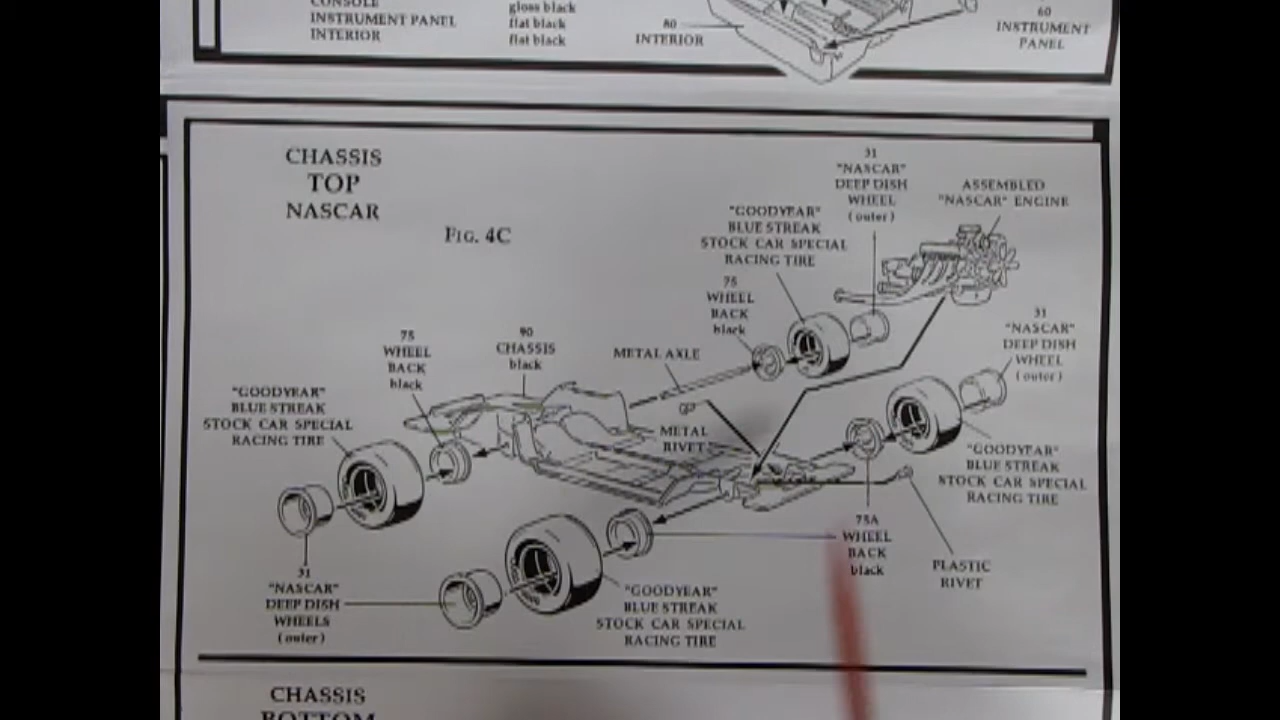 CONSOLE
gloss black
INSTRUMENT PANEL
flat black
INTERIOR
flat black
80
INTERIOR
60
INSTRUMENT
PANEL
CHASSIS
TOP
NASCAR
FIG. 4C
31
"NASCAR"
DEEP DISH
WHEEL
(outer)
ASSEMBLED
"NASCAR" ENGINE
"GOODYEAR"
BLUE STREAK
STOCK CAR SPECIAL
RACING TIRE
75
WHEEL
BACK
black
31
"NASCAR"
DEEP DISH
WHEEL
(outer)
75
WHEEL
BACK
black
90
CHASSIS
black
METAL AXLE
"GOODYEAR"
BLUE STREAK
STOCK CAR SPECIAL
RACING TIRE
METAL
RIVET
"GOODYEAR"
BLUE STREAK
STOCK CAR SPECIAL
RACING TIRE
75A
WHEEL
BACK
black
PLASTIC
RIVET
31
"NASCAR"
DEEP DISH
WHEELS
(outer)
"GOODYEAR"
BLUE STREAK
STOCK CAR SPECIAL
RACING TIRE
CHASSIS
BOTTOM